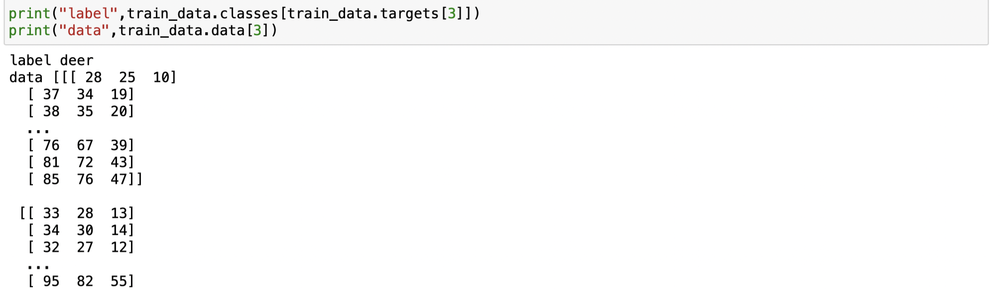 print("label",train_data.classes[train_data.targets[3]])
print("data",train_data.data[3])
label deer
data [[[ 28  25  10]
  [ 37  34  19]
  [ 38  35  20]
  ...
  [ 76  67  39]
  [ 81  72  43]
  [ 85  76  47]]

 [[ 33  28  13]
  [ 34  30  14]
  [ 32  27  12]
  ...
  [ 95  82  55]